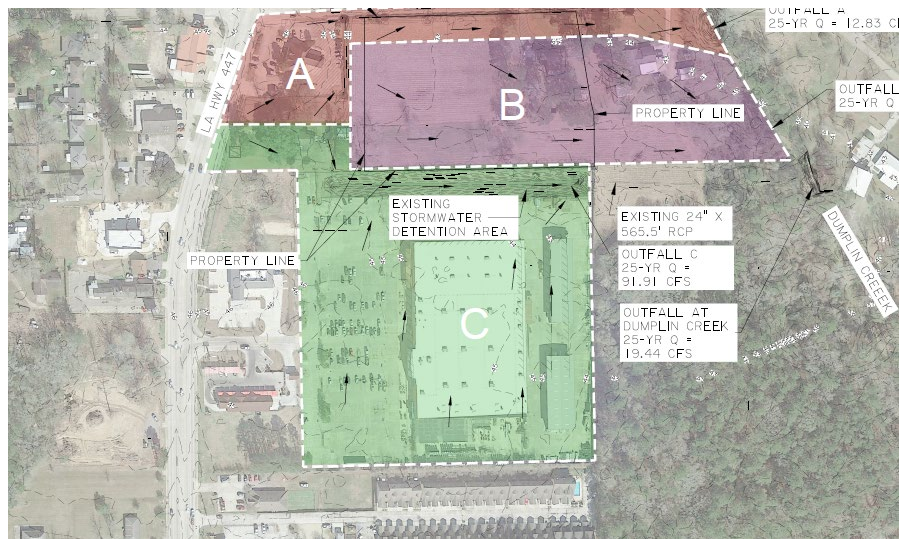 OUTFALL A
25-YR Q = 12.83 C
A
LA HWY 447
B
PROPERTY LINE
OUTFALL
25-YR Q
EXISTING
STORMWATER
DETENTION AREA
EXISTING 24" X
565.5' RCP
PROPERTY LINE
OUTFALL C
25-YR Q =
91.91 CFS
DUMPLIN CREEEK
C
OUTFALL AT
DUMPLIN CREEK
25-YR Q =
19.44 CFS